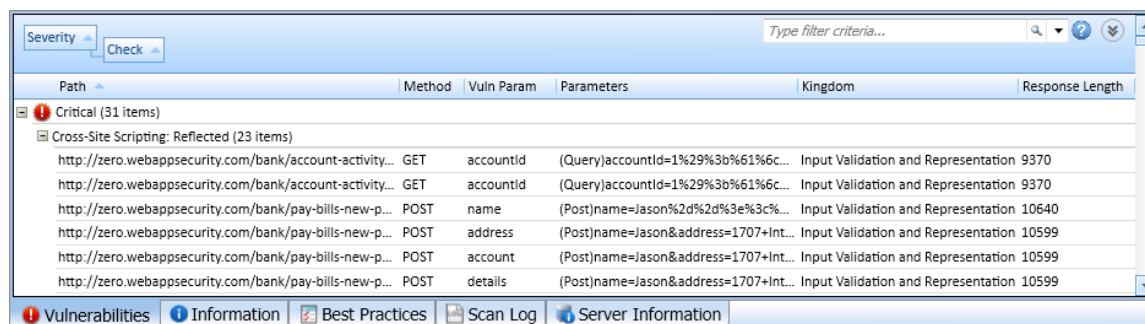 Severity
Type filter criteria...
Check
Path Method Vuln Param Parameters Kingdom Response Length
Critical (31 items)
Cross-Site Scripting: Reflected (23 items)
http://zero.webappsecurity.com/bank/account-activity... GET accountId (Query)accountId=1%29%3b%61%6c... Input Validation and Representation 9370
http://zero.webappsecurity.com/bank/account-activity... GET accountId (Query)accountId=1%29%3b%61%6c... Input Validation and Representation 9370
http://zero.webappsecurity.com/bank/pay-bills-new-p... POST name (Post)name=Jason%2d%2d%3e%3c%... Input Validation and Representation 10640
http://zero.webappsecurity.com/bank/pay-bills-new-p... POST address (Post)name=Jason&address=1707+Int... Input Validation and Representation 10599
http://zero.webappsecurity.com/bank/pay-bills-new-p... POST account (Post)name=Jason&address=1707+Int... Input Validation and Representation 10599
http://zero.webappsecurity.com/bank/pay-bills-new-p... POST details (Post)name=Jason&address=1707+Int... Input Validation and Representation 10599
Vulnerabilities Information Best Practices Scan Log Server Information